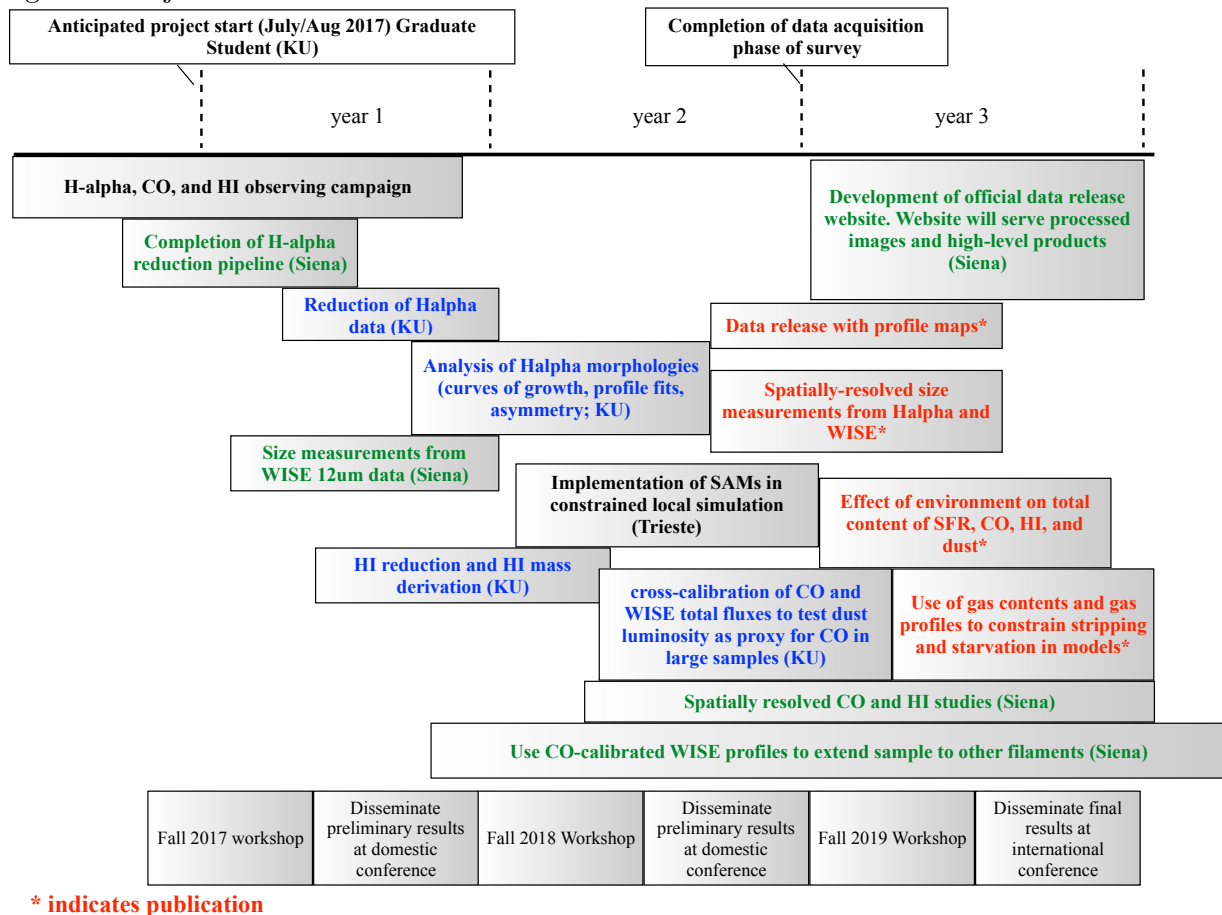 Anticipated project start (July/Aug 2017) Graduate
Student (KU)
Completion of data acquisition
phase of survey
year 1
year 2
year 3
H-alpha, CO, and HI observing campaign
Development of official data release
website. Website will serve processed
images and high-level products
(Siena)
Completion of H-alpha
reduction pipeline (Siena)
Reduction of Halpha
data (KU)
Data release with profile maps*
Analysis of Halpha morphologies
(curves of growth, profile fits,
asymmetry; KU)
Spatially-resolved size
measurements from Halpha and
WISE*
Size measurements from
WISE 12um data (Siena)
Implementation of SAMs in
constrained local simulation
(Trieste)
Effect of environment on total
content of SFR, CO, HI, and
dust*
HI reduction and HI mass
derivation (KU)
cross-calibration of CO and
WISE total fluxes to test dust
luminosity as proxy for CO in
large samples (KU)
Use of gas contents and gas
profiles to constrain stripping
and starvation in models*
Spatially resolved CO and HI studies (Siena)
Use CO-calibrated WISE profiles to extend sample to other filaments (Siena)
Fall 2017 workshop
Disseminate
preliminary results
at domestic
conference
Fall 2018 Workshop
Disseminate
preliminary results
at domestic
conference
Fall 2019 Workshop
Disseminate final
results at
international
conference
* indicates publication